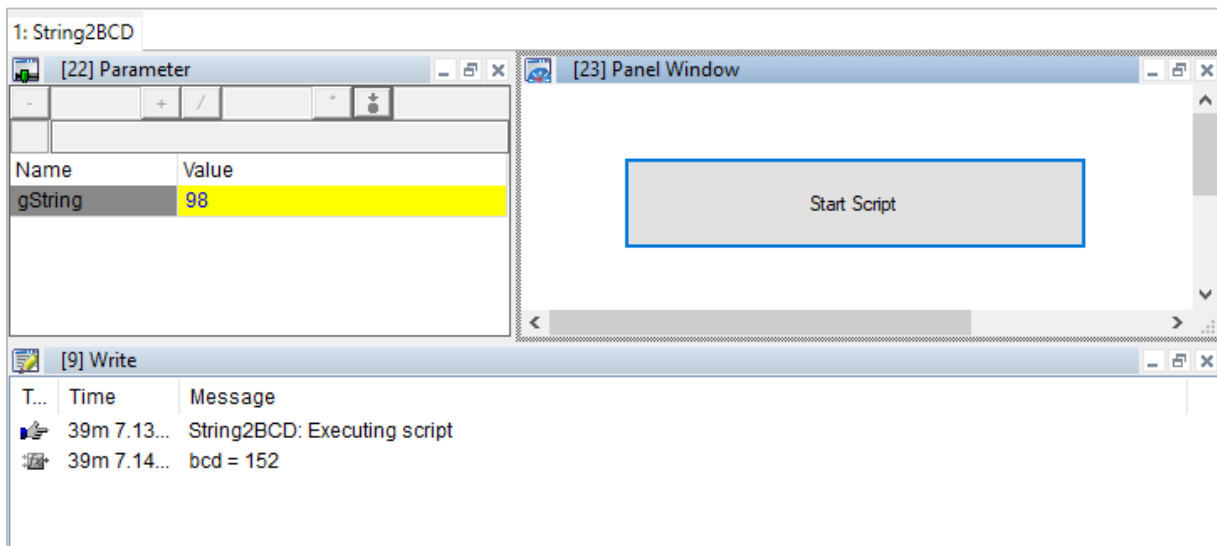 1: String2BCD
[22] Parameter
[23] Panel Window
- + / *
Name Value
gString 98
Start Script
[9] Write
T... Time Message
39m 7.13... String2BCD: Executing script
39m 7.14... bcd = 152